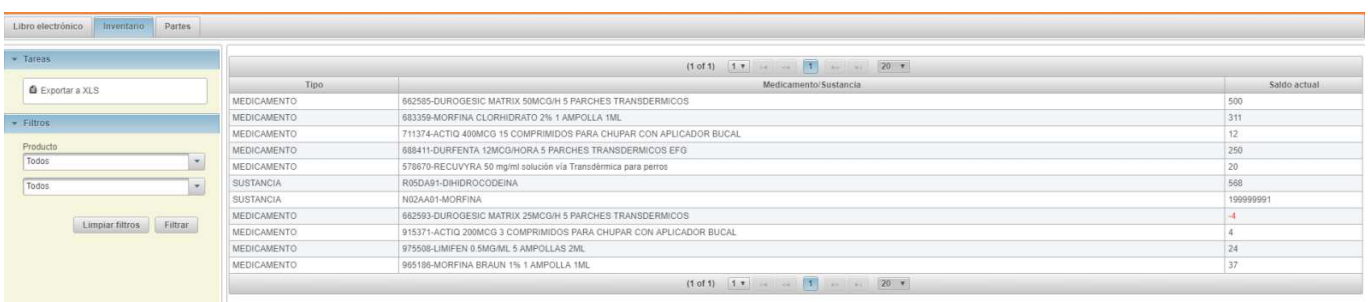 Libro electrónico Inventario Partes
Tareas
Exportar a XLS
Filtros
Producto
Todos
Todos
Limpiar filtros Filtrar
(1 of 1) 1 1 20
Tipo Medicamento/Sustancia Saldo actual
MEDICAMENTO 662585-DUROGESIC MATRIX 50MCG/H 5 PARCHES TRANSDERMICOS 500
MEDICAMENTO 683359-MORFINA CLORHIDRATO 2% 1 AMPOLLA 1ML 311
MEDICAMENTO 711374-ACTIQ 400MCG 15 COMPRIMIDOS PARA CHUPAR CON APLICADOR BUCAL 12
MEDICAMENTO 688411-DURFENTA 12MCG/HORA 5 PARCHES TRANSDERMICOS EFG 250
MEDICAMENTO 578670-RECUVYRA 50 mg/ml solución vía Transdérmica para perros 20
SUSTANCIA R05DA91-DIHIDROCODEINA 568
SUSTANCIA N02AA01-MORFINA 199999991
MEDICAMENTO 662593-DUROGESIC MATRIX 25MCG/H 5 PARCHES TRANSDERMICOS -4
MEDICAMENTO 915371-ACTIQ 200MCG 3 COMPRIMIDOS PARA CHUPAR CON APLICADOR BUCAL 4
MEDICAMENTO 975508-LIMIFEN 0.5MG/ML 5 AMPOLLAS 2ML 24
MEDICAMENTO 965186-MORFINA BRAUN 1% 1 AMPOLLA 1ML 37
(1 of 1) 1 1 20